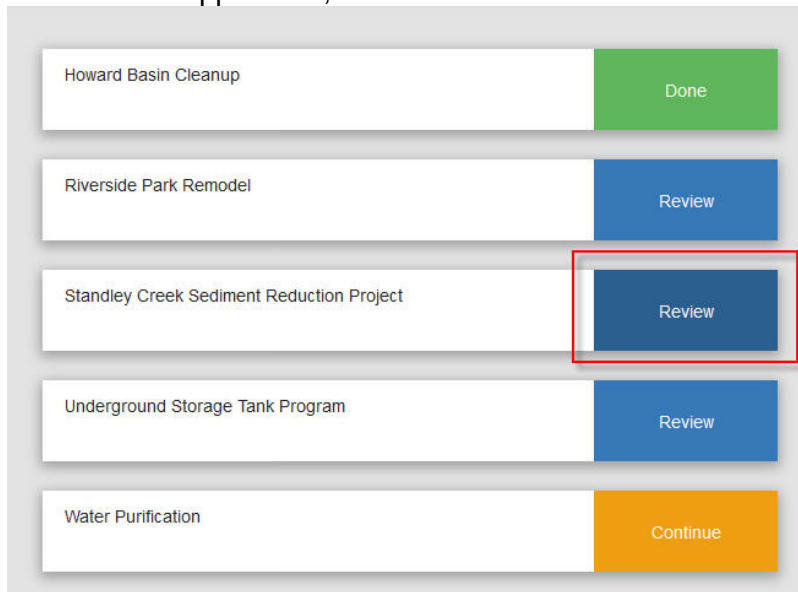 Howard Basin Cleanup
Done
Riverside Park Remodel
Review
Standley Creek Sediment Reduction Project
Review
Underground Storage Tank Program
Review
Water Purification
Continue